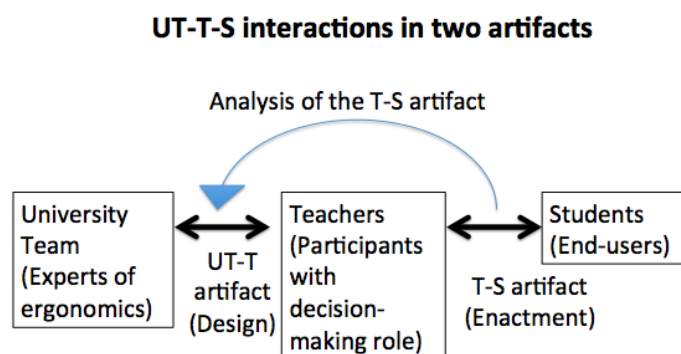 UT-T-S interactions in two artifacts
Analysis of the T-S artifact
University
Team
(Experts of
ergonomics)
UT-T
artifact
(Design)
Teachers
(Participants
with
decision-
making role)
T-S artifact
(Enactment)
Students
(End-users)